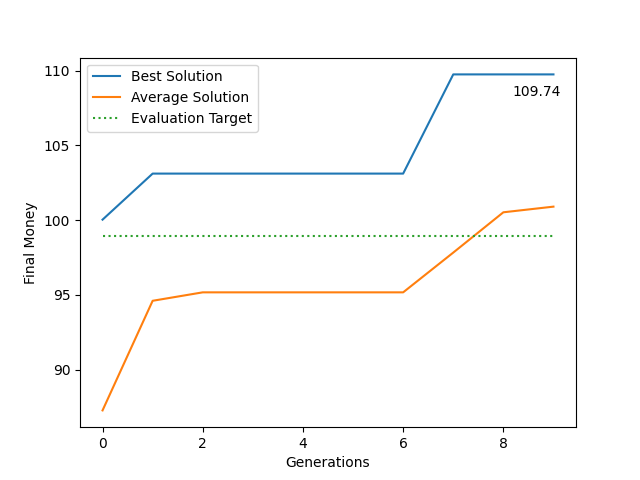 Best Solution
Average Solution
Evaluation Target
109.74
110
105
100
95
90
Final Money
0 2 4 6 8
Generations